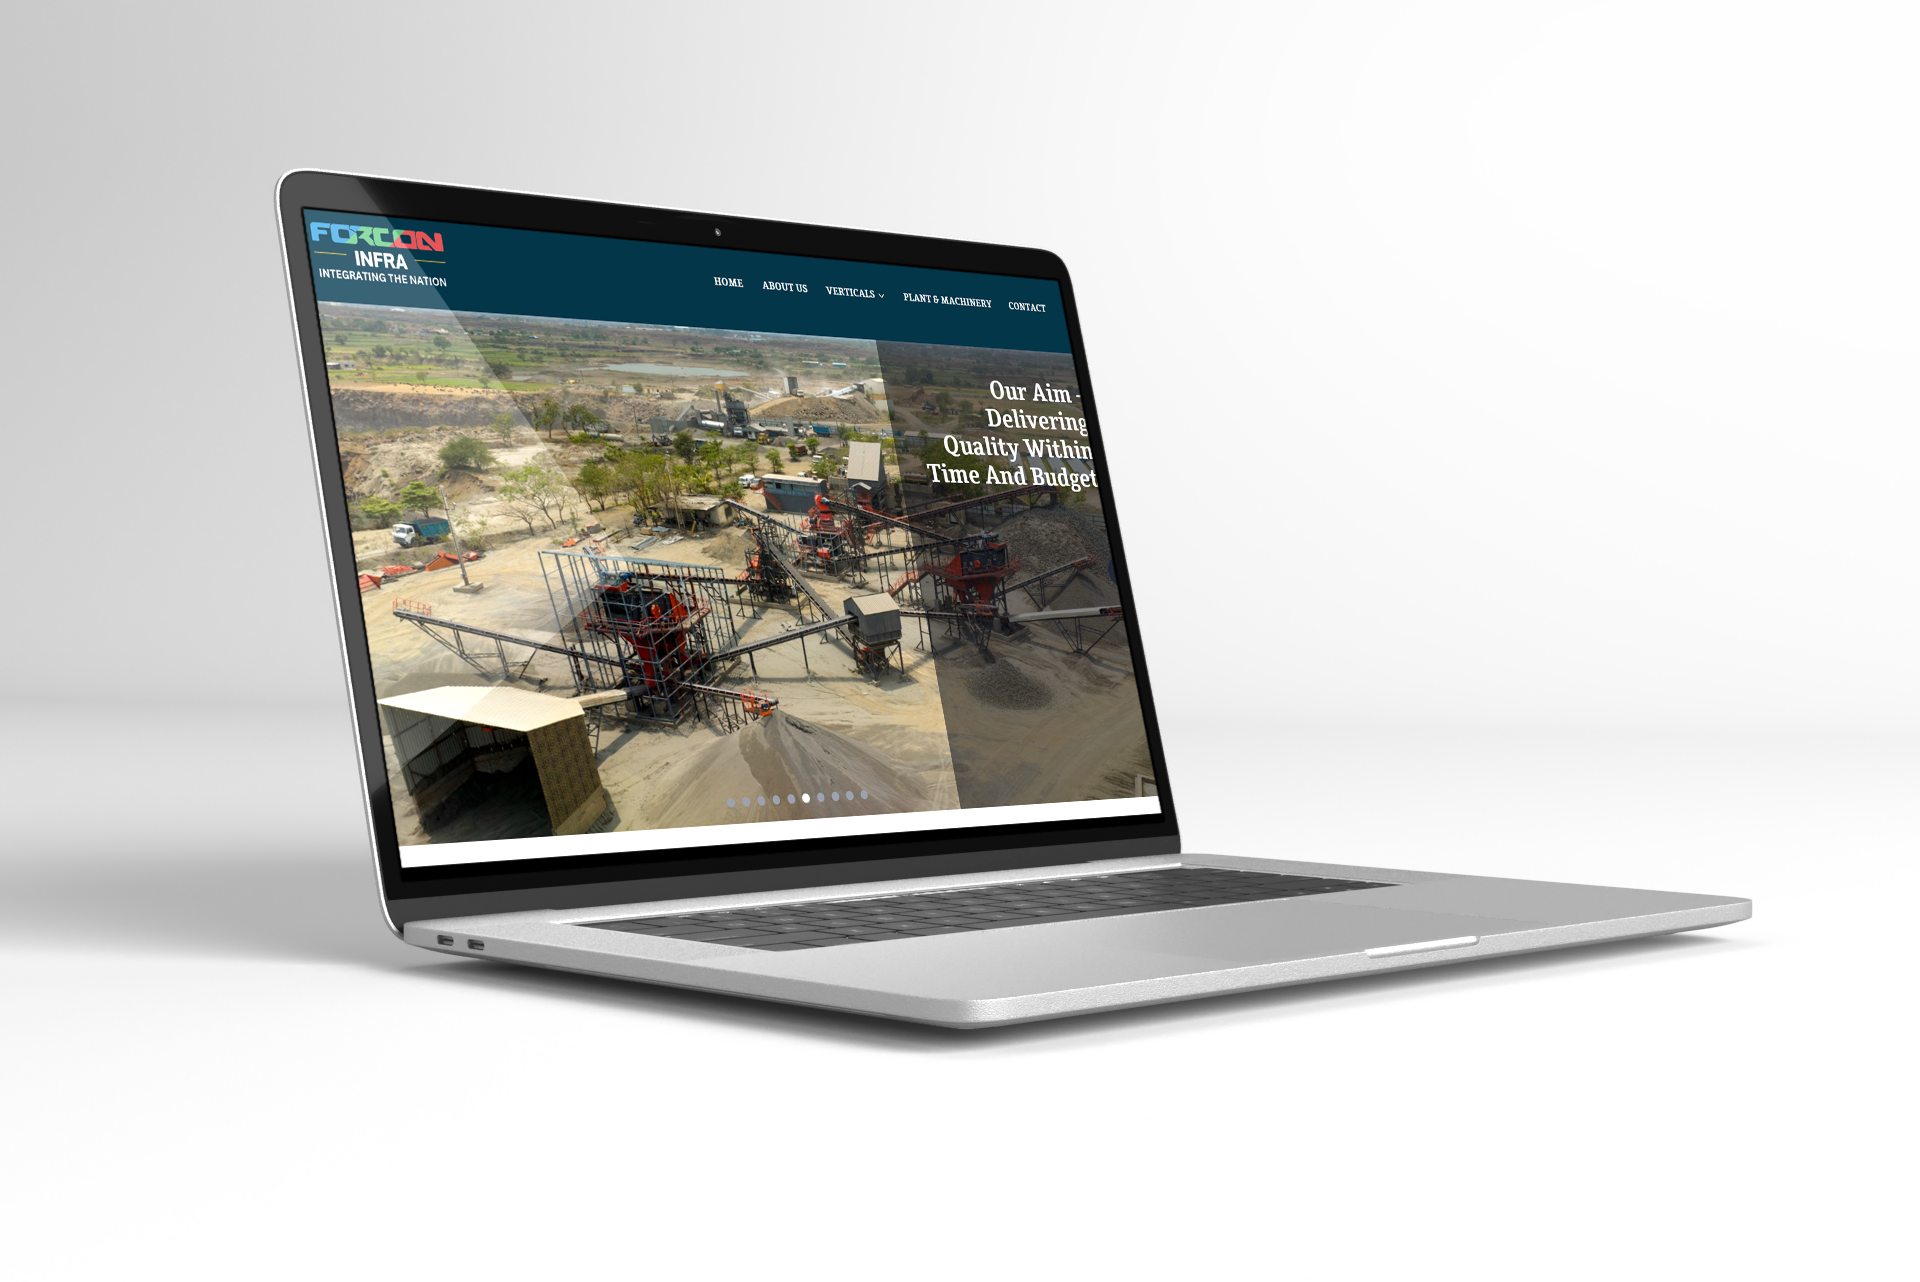 FORCON
INFRA
INTEGRATING THE NATION
HOME ABOUT US VERTICALS PLANT & MACHINERY CONTACT
Our Aim -
Delivering
Quality Within
Time And Budget